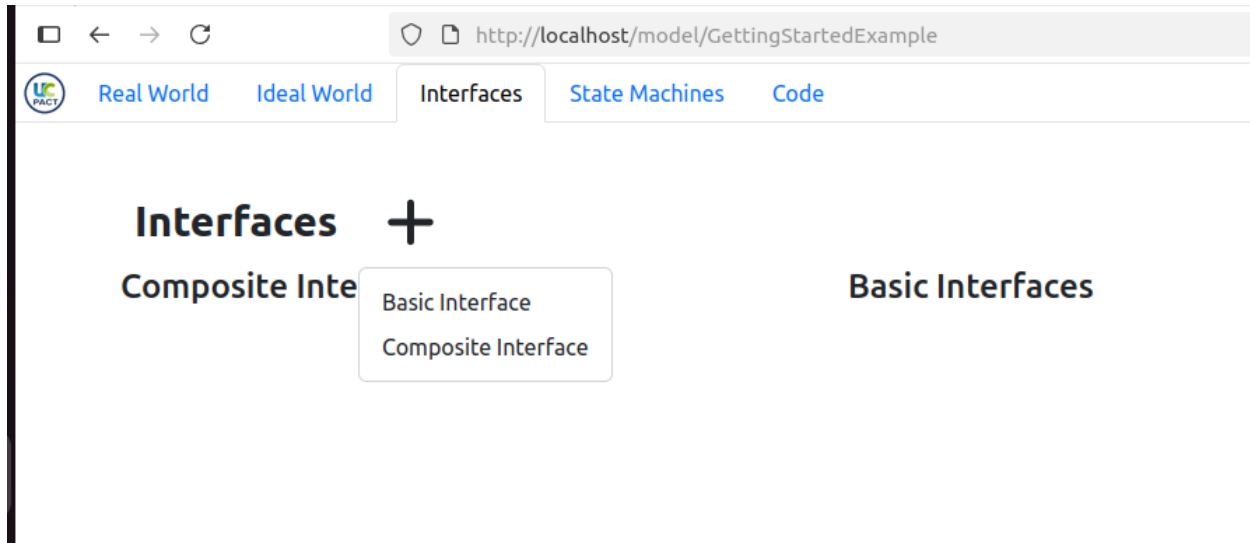 http://localhost/model/GettingStartedExample
UC PACT Real World Ideal World Interfaces State Machines Code
Interfaces
Composite Inte Basic Interfaces
Basic Interface
Composite Interface